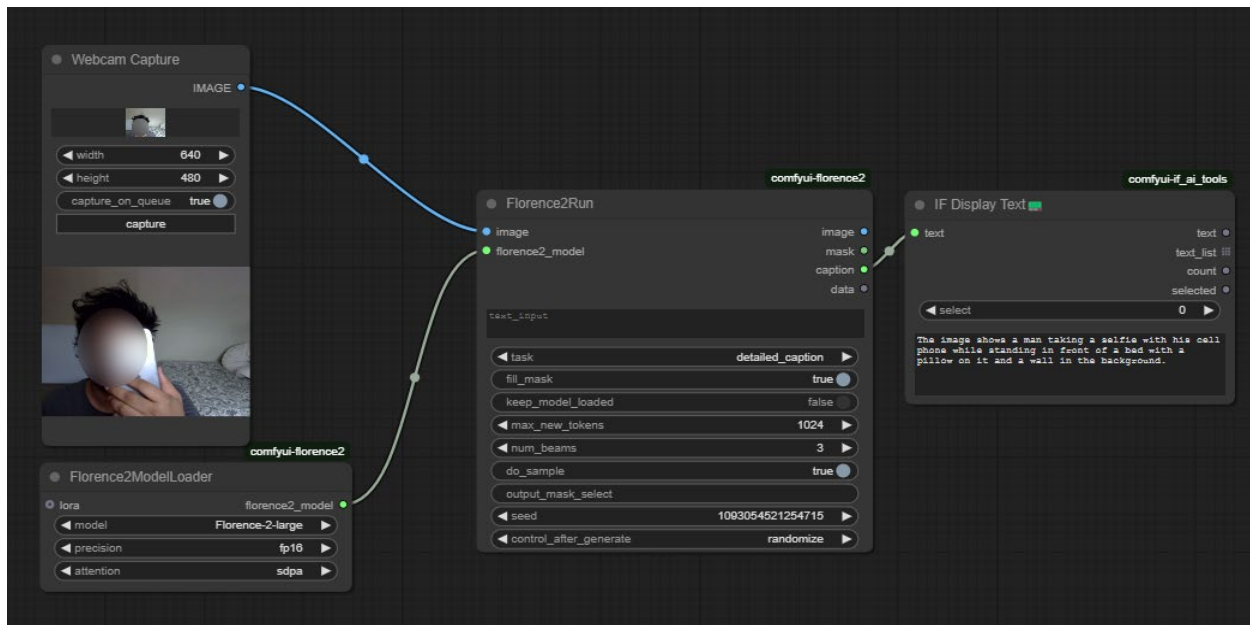 Webcam Capture
IMAGE
width 640
height 480
capture_on_queue true
capture
comfyui-florence2
Florence2ModelLoader
lora florence2_model
model Florence-2-large
precision fp16
attention sdpa
comfyui-florence2
Florence2Run
image image
florence2_model mask
caption
data
text_input
task detailed_caption
fill_mask true
keep_model_loaded false
max_new_tokens 1024
num_beams 3
do_sample true
output_mask_select
seed 1093054521254715
control_after_generate randomize
comfyui-if_ai_tools
IF Display Text
text text
text_list
count
selected
select 0
The image shows a man taking a selfie with his cell
phone while standing in front of a bed with a
pillow on it and a wall in the background.